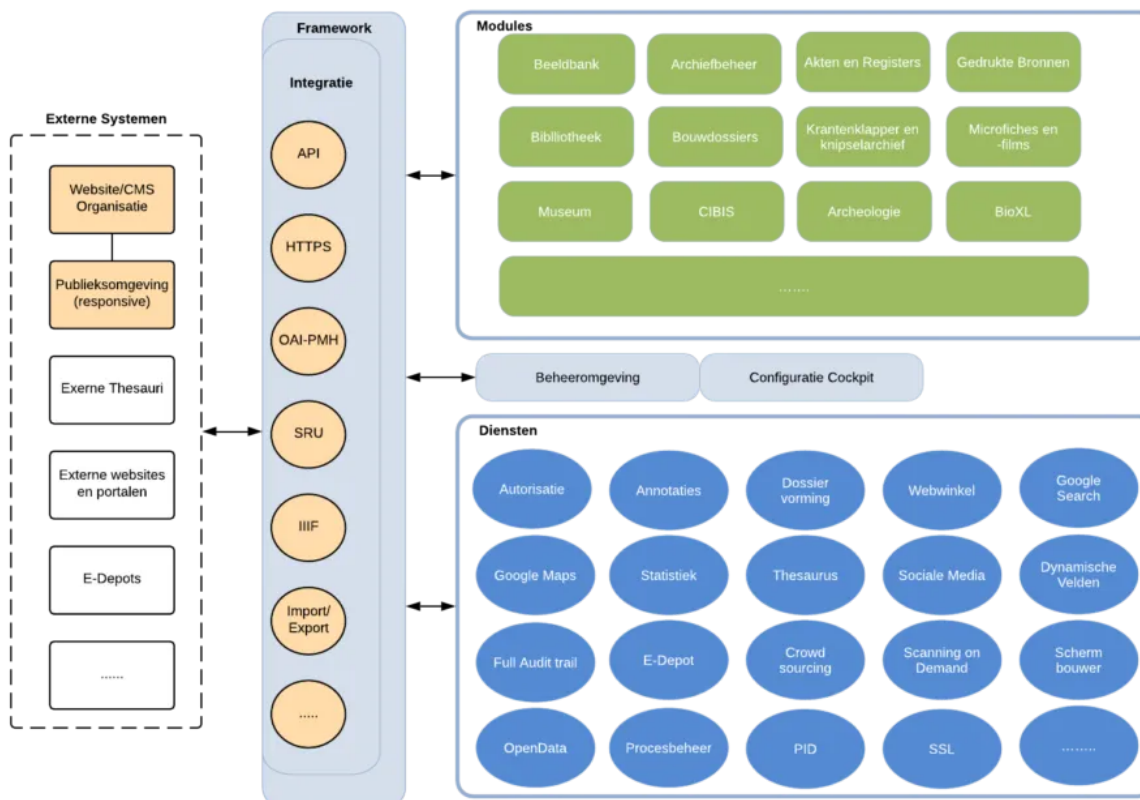 Externe Systemen
Website/CMS
Organisatie
Publieksomgeving
(responsive)
Exerne Thesauri
Externe websites
en portalen
E-Depots
......
Framework
Integratie
API
HTTPS
OAI-PMH
SRU
IIIF
Import/
Export
.....
Modules
Beeldbank
Archiefbeheer
Akten en Registers
Gedrukte Bronnen
Bibliotheek
Bouwdossiers
Krantenklapper en
knipselarchief
Microfiches en
-films
Museum
CIBIS
Archeologie
BioXL
.......
Beheeromgeving
Configuratie Cockpit
Diensten
Autorisatie
Annotaties
Dossier
vorming
Webwinkel
Google
Search
Google Maps
Statistiek
Thesaurus
Sociale Media
Dynamische
Velden
Full Audit trail
E-Depot
Crowd
sourcing
Scanning on
Demand
Scherm
bouwer
OpenData
Procesbeheer
PID
SSL
........